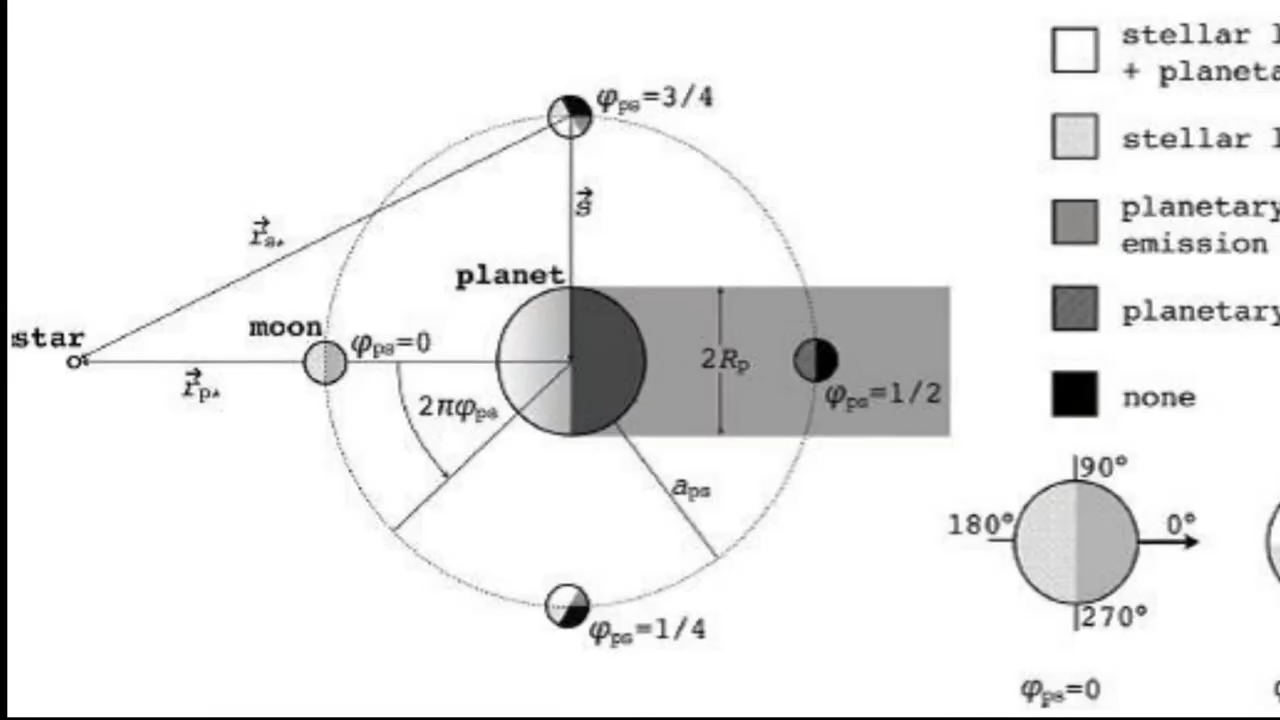 φps=3/4
s⃗
r⃗s*
planet
star
moon
φps=0
r⃗p*
2πφps
2Rp
φps=1/2
aps
φps=1/4
stellar
+
stellar
planetary
emission
planetary
none
90°
180°
0°
270°
φps=0